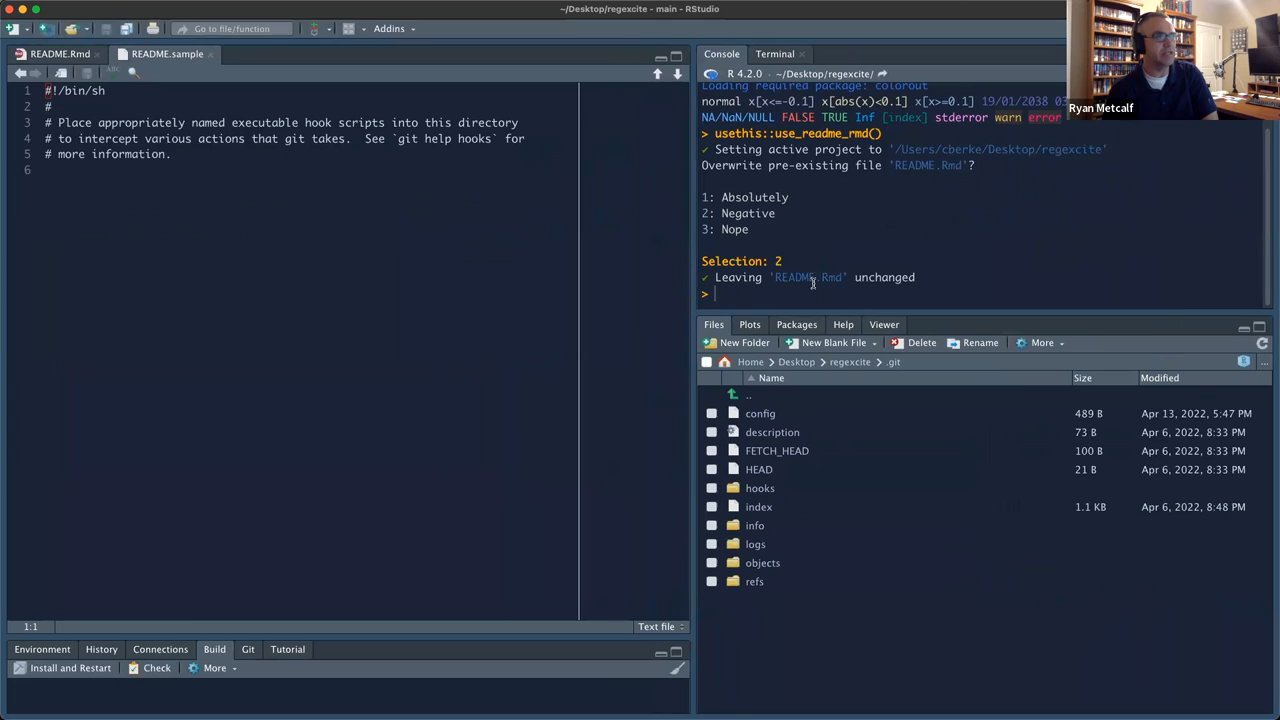 ~/Desktop/regexcite - main - RStudio
Go to file/function
Addins
README.Rmd
README.sample
1 #!/bin/sh
2 #
3 # Place appropriately named executable hook scripts into this directory
4 # to intercept various actions that git takes.  See `git help hooks` for
5 # more information.
6
1:1
Text file
Environment History Connections Build Git Tutorial
Install and Restart Check More
Console Terminal
R 4.2.0 · ~/Desktop/regexcite/
Loading required package: colorout
normal x[x<=-0.1] x[abs(x)<0.1] x[x>=0.1] 19/01/2038 03
NA/NaN/NULL FALSE TRUE Inf [index] stderror warn error
> usethis::use_readme_rmd()
✓ Setting active project to '/Users/cberke/Desktop/regexcite'
Overwrite pre-existing file 'README.Rmd'?
1: Absolutely
2: Negative
3: Nope
Selection: 2
✓ Leaving 'README.Rmd' unchanged
>
Files Plots Packages Help Viewer
New Folder New Blank File Delete Rename More
Home Desktop regexcite .git
Name Size Modified
..
config 489 B Apr 13, 2022, 5:47 PM
description 73 B Apr 6, 2022, 8:33 PM
FETCH_HEAD 100 B Apr 6, 2022, 8:33 PM
HEAD 21 B Apr 6, 2022, 8:33 PM
hooks
index 1.1 KB Apr 6, 2022, 8:48 PM
info
logs
objects
refs
Ryan Metcalf